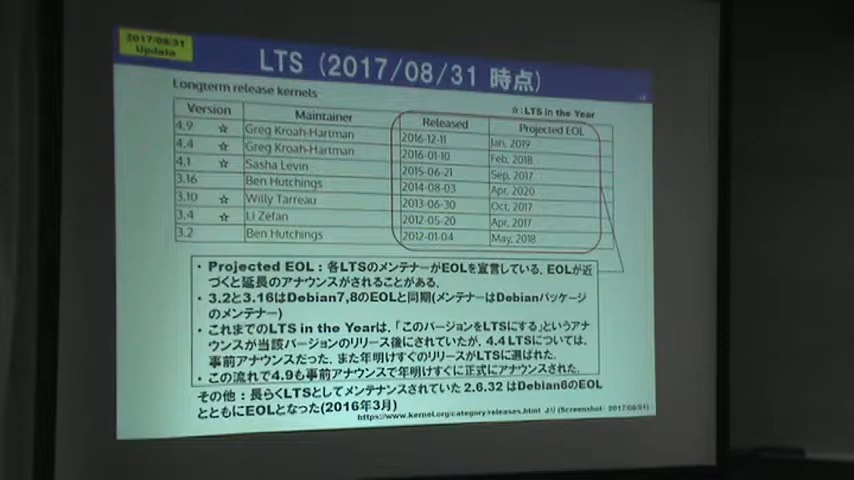 2017/08/31
Update
LTS (2017/08/31 時点)
Longterm release kernels
☆:LTS in the Year
Version Maintainer Released Projected EOL
4.9 ☆ Greg Kroah-Hartman 2016-12-11 Jan, 2019
4.4 ☆ Greg Kroah-Hartman 2016-01-10 Feb, 2018
4.1 ☆ Sasha Levin 2015-06-21 Sep, 2017
3.16 Ben Hutchings 2014-08-03 Apr, 2020
3.10 ☆ Willy Tarreau 2013-06-30 Oct, 2017
3.4 ☆ Li Zefan 2012-05-20 Apr, 2017
3.2 Ben Hutchings 2012-01-04 May, 2018
・Projected EOL:各LTSのメンテナーがEOLを宣言している. EOLが近
づくと延長のアナウンスがされることがある.
・3.2と3.16はDebian7,8のEOLと同期(メンテナーはDebianパッケージ
のメンテナー)
・これまでのLTS in the Yearは,「このバージョンをLTSにする」というアナ
ウンスが当該バージョンのリリース後にされていたが, 4.4 LTSについては,
事前アナウンスだった. また年明けすぐのリリースがLTSに選ばれた.
・この流れで4.9も事前アナウンスで年明けすぐに正式にアナウンスされた.
その他:長らくLTSとしてメンテナンスされていた 2.6.32 はDebian6のEOL
とともにEOLとなった(2016年3月)
https://www.kernel.org/category/releases.html より (Screenshot: 2017/08/31)